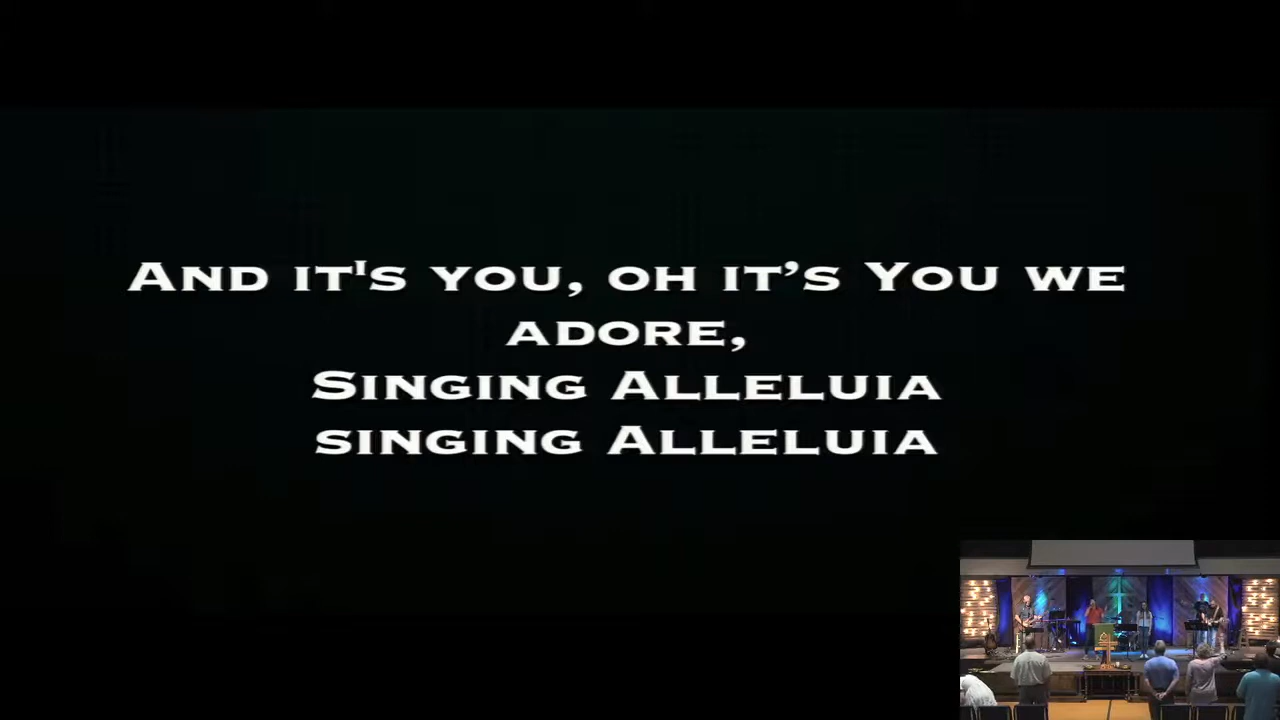 And it's you, oh it’s You we
adore,
Singing Alleluia
singing Alleluia